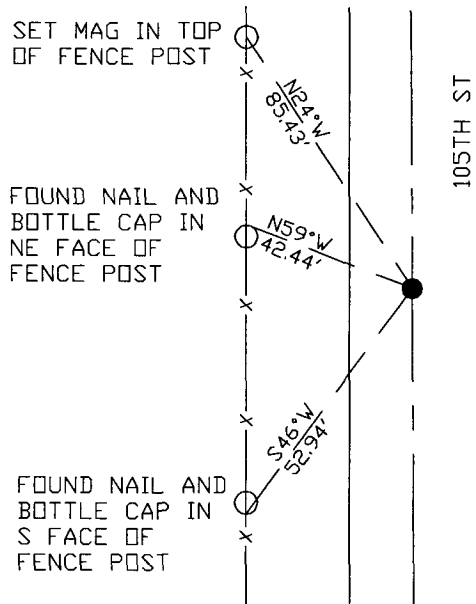 SET MAG IN TOP
OF FENCE POST
N24°W
85.43'
105TH ST
FOUND NAIL AND
BOTTLE CAP IN
NE FACE OF
FENCE POST
N59°W
42.44'
S46°W
52.94'
FOUND NAIL AND
BOTTLE CAP IN
S FACE OF
FENCE POST